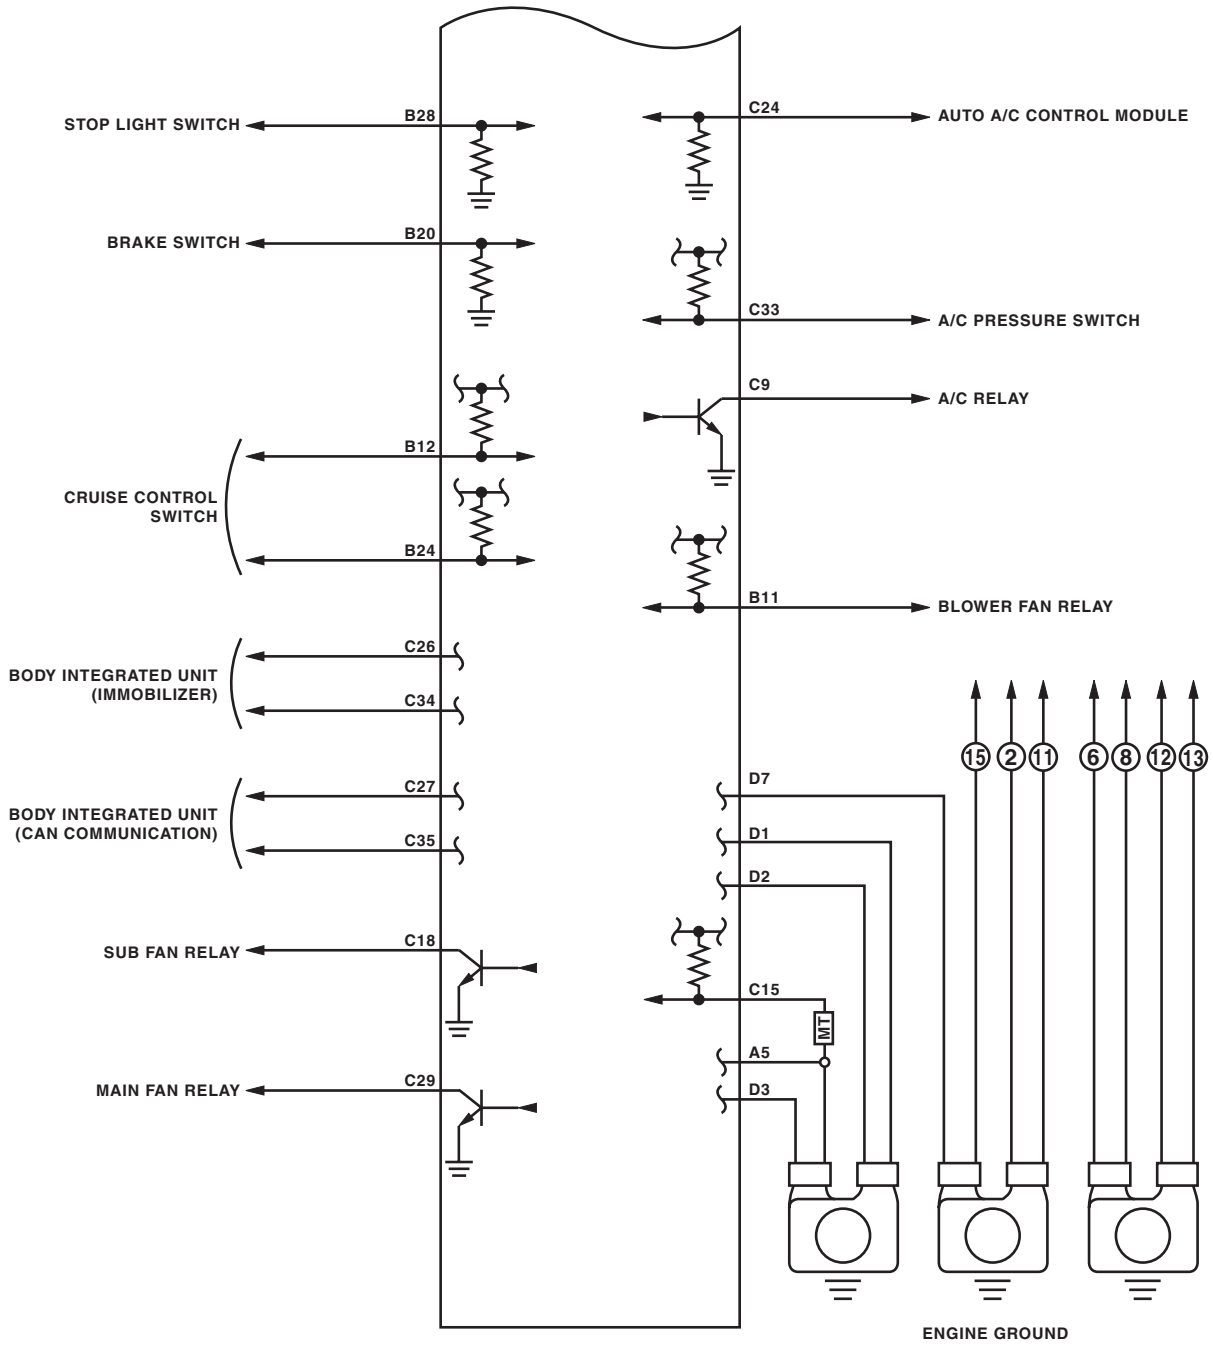 B28
STOP LIGHT SWITCH
B20
BRAKE SWITCH
B12
CRUISE CONTROL
SWITCH
B24
C26
BODY INTEGRATED UNIT
(IMMOBILIZER)
C34
C27
BODY INTEGRATED UNIT
(CAN COMMUNICATION)
C35
C18
SUB FAN RELAY
C29
MAIN FAN RELAY
C24
AUTO A/C CONTROL MODULE
C33
A/C PRESSURE SWITCH
C9
A/C RELAY
B11
BLOWER FAN RELAY
15 2 11 6 8 12 13
D7
D1
D2
C15
MT
A5
D3
ENGINE GROUND